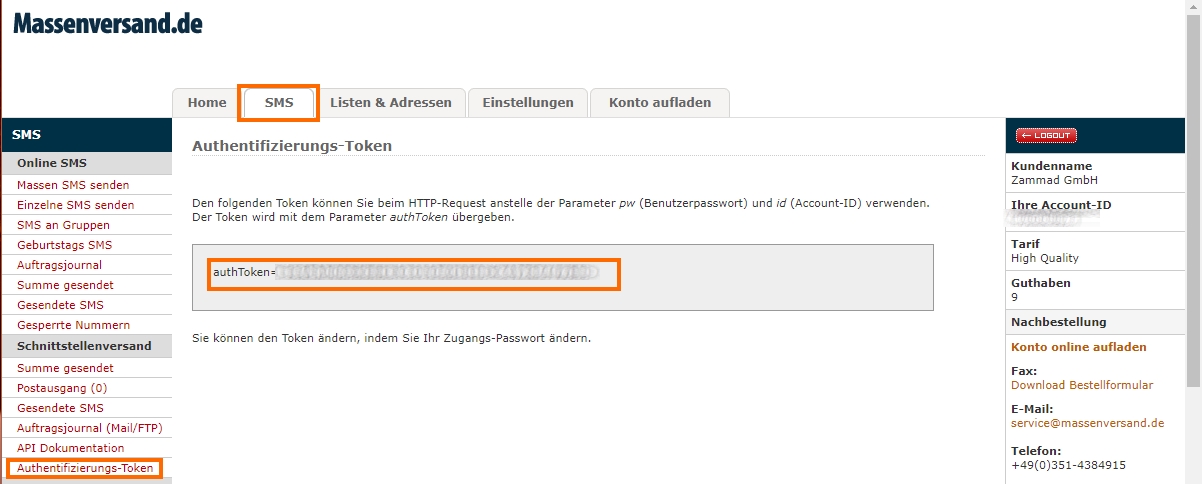 Massenversand.de
Home
SMS
Listen & Adressen
Einstellungen
Konto aufladen
SMS
Online SMS
Massen SMS senden
Einzelne SMS senden
SMS an Gruppen
Geburtstags SMS
Auftragsjournal
Summe gesendet
Gesendete SMS
Gesperrte Nummern
Schnittstellenversand
Summe gesendet
Postausgang (0)
Gesendete SMS
Auftragsjournal (Mail/FTP)
API Dokumentation
Authentifizierungs-Token
Authentifizierungs-Token
Den folgenden Token können Sie beim HTTP-Request anstelle der Parameter pw (Benutzerpasswort) und id (Account-ID) verwenden.
Der Token wird mit dem Parameter authToken übergeben.
authToken=
Sie können den Token ändern, indem Sie Ihr Zugangs-Passwort ändern.
← LOGOUT
Kundenname
Zammad GmbH
Ihre Account-ID
Tarif
High Quality
Guthaben
9
Nachbestellung
Konto online aufladen
Fax:
Download Bestellformular
E-Mail:
service@massenversand.de
Telefon:
+49(0)351-4384915